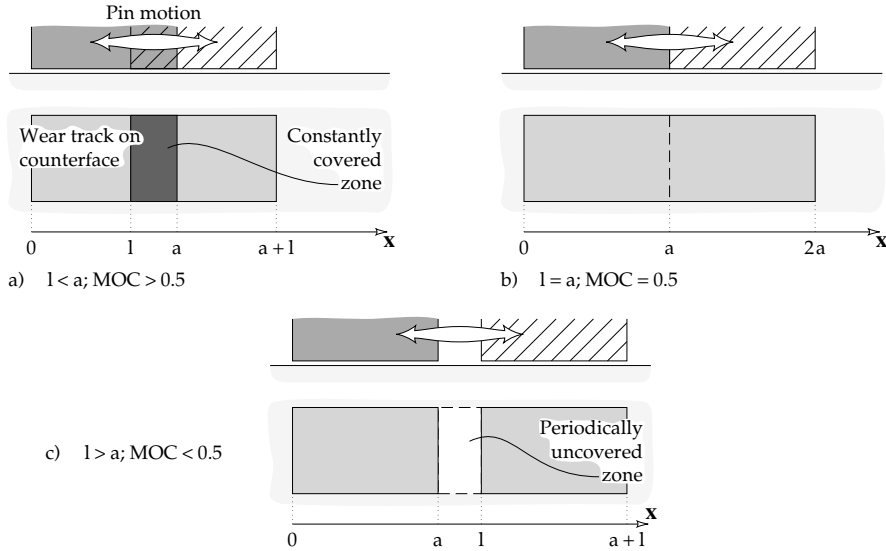 Pin motion
Wear track on
counterface
Constantly
covered
zone
0
l
a
a + l
x
a) l < a; MOC > 0.5
0
a
2a
x
b) l = a; MOC = 0.5
Periodically
uncovered
zone
c) l > a; MOC < 0.5
0
a
l
a + l
x